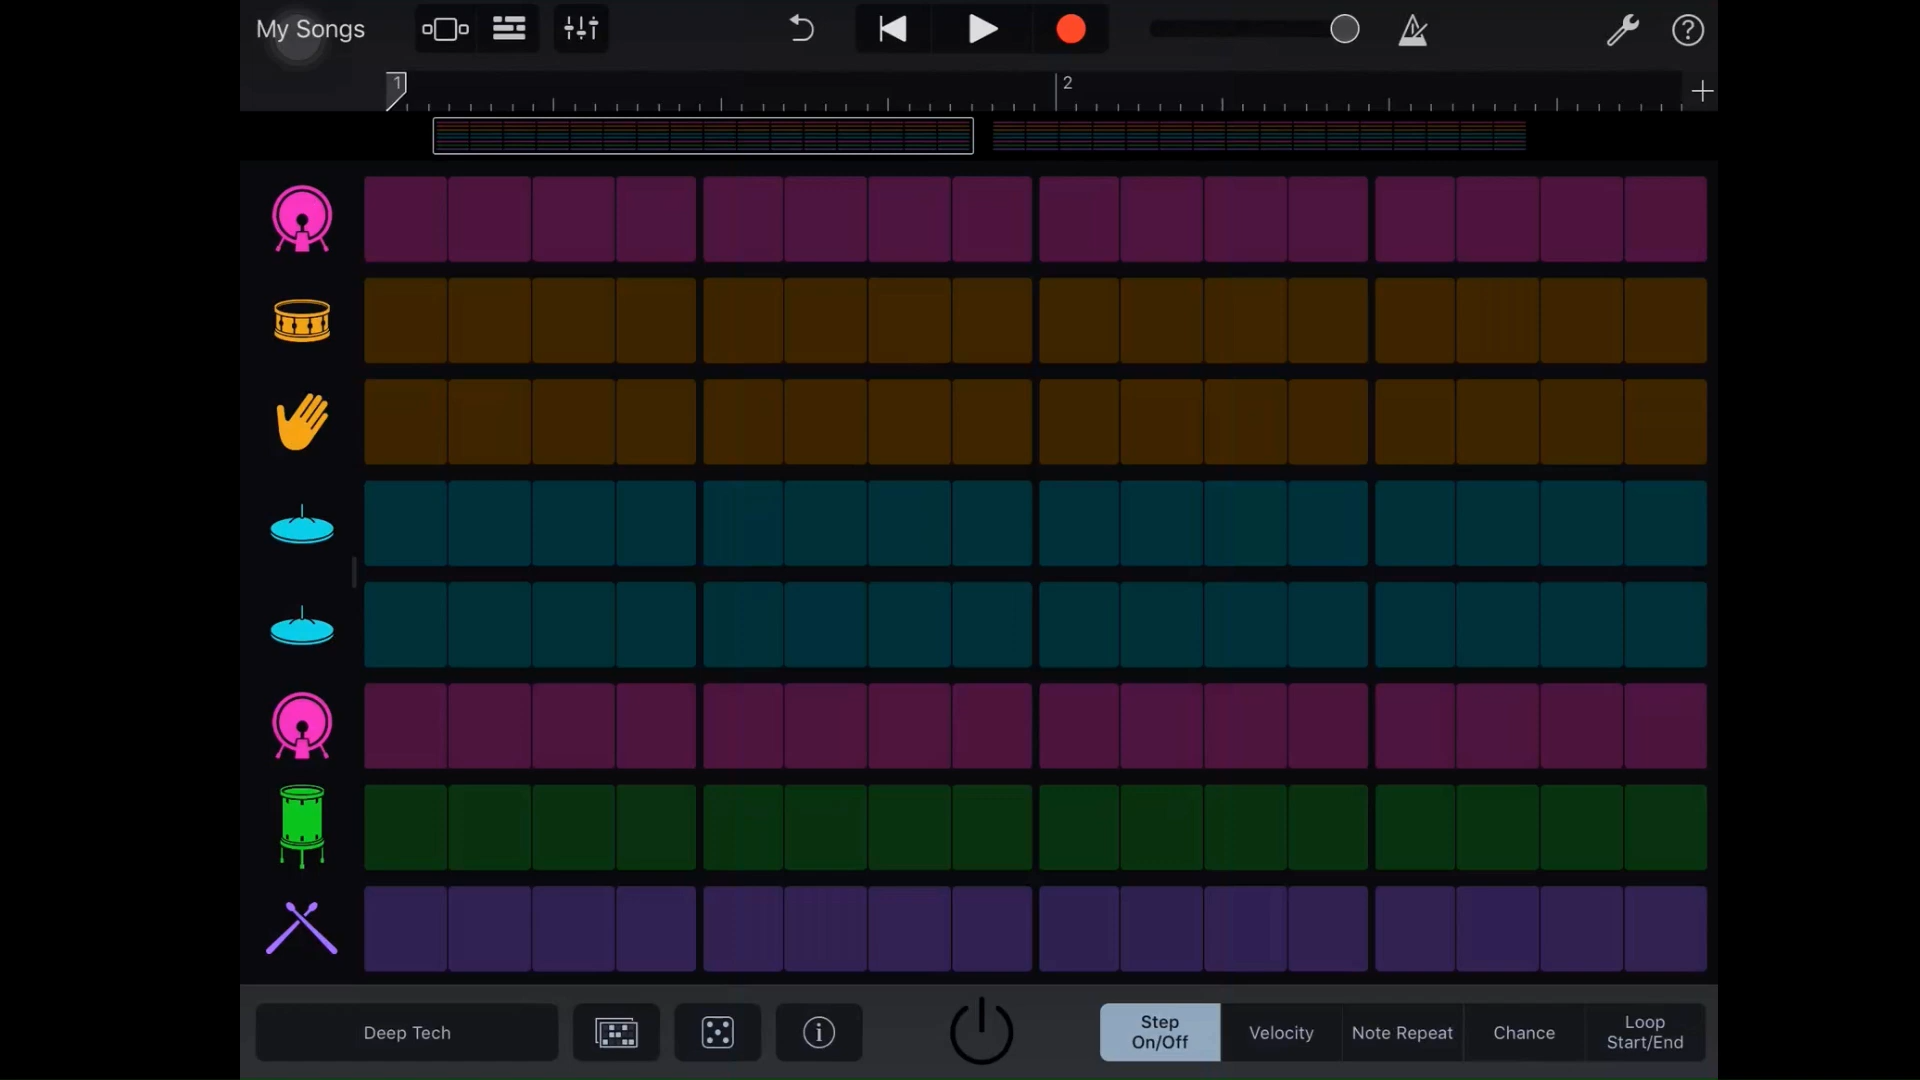 My Songs
1
2
Deep Tech
Step
On/Off
Velocity
Note Repeat
Chance
Loop
Start/End